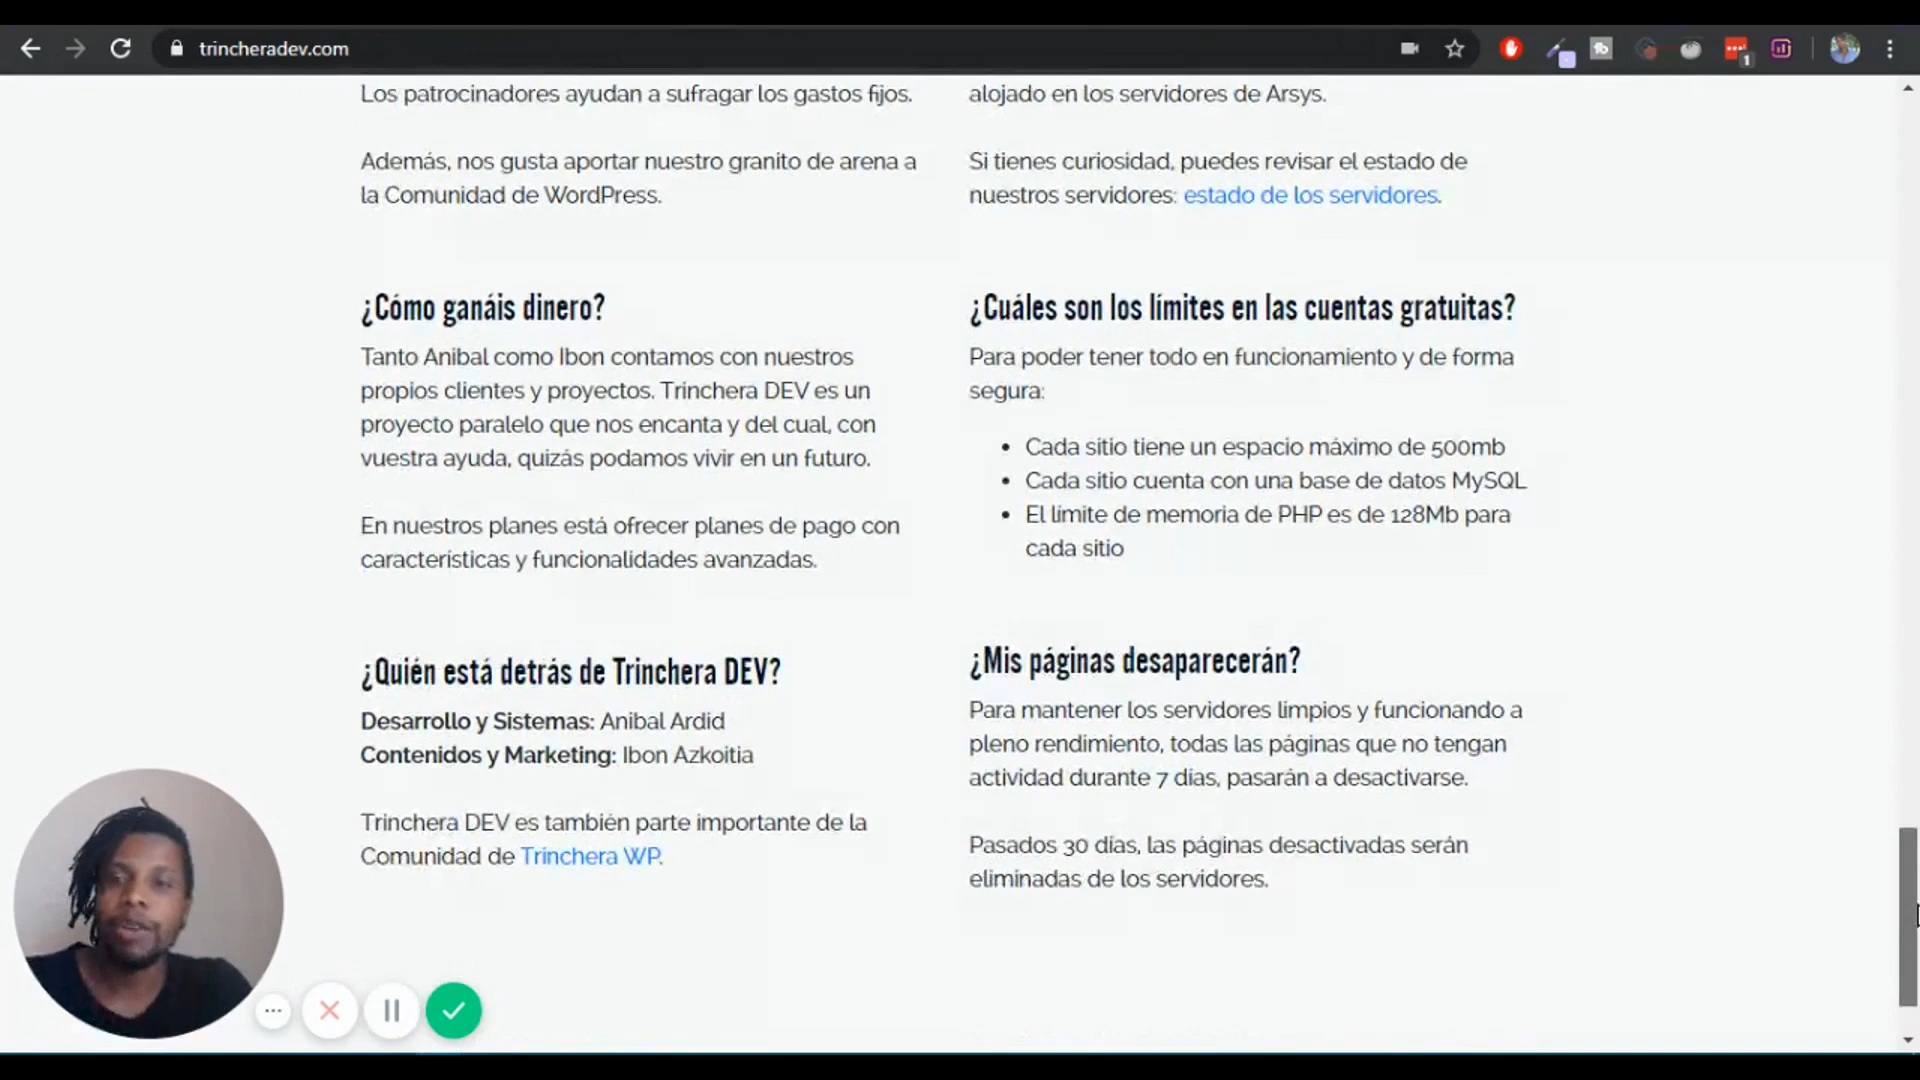 trincheradev.com
1
Los patrocinadores ayudan a sufragar los gastos fijos.
Además, nos gusta aportar nuestro granito de arena a
la Comunidad de WordPress.
alojado en los servidores de Arsys.
Si tienes curiosidad, puedes revisar el estado de
nuestros servidores: estado de los servidores.
¿Cómo ganáis dinero?
Tanto Anibal como Ibon contamos con nuestros
propios clientes y proyectos. Trinchera DEV es un
proyecto paralelo que nos encanta y del cual, con
vuestra ayuda, quizás podamos vivir en un futuro.
En nuestros planes está ofrecer planes de pago con
características y funcionalidades avanzadas.
¿Cuáles son los límites en las cuentas gratuitas?
Para poder tener todo en funcionamiento y de forma
segura:
• Cada sitio tiene un espacio máximo de 500mb
• Cada sitio cuenta con una base de datos MySQL
• El límite de memoria de PHP es de 128Mb para
cada sitio
¿Quién está detrás de Trinchera DEV?
Desarrollo y Sistemas: Anibal Ardid
Contenidos y Marketing: Ibon Azkoitia
Trinchera DEV es también parte importante de la
Comunidad de Trinchera WP.
¿Mis páginas desaparecerán?
Para mantener los servidores limpios y funcionando a
pleno rendimiento, todas las páginas que no tengan
actividad durante 7 días, pasarán a desactivarse.
Pasados 30 días, las páginas desactivadas serán
eliminadas de los servidores.